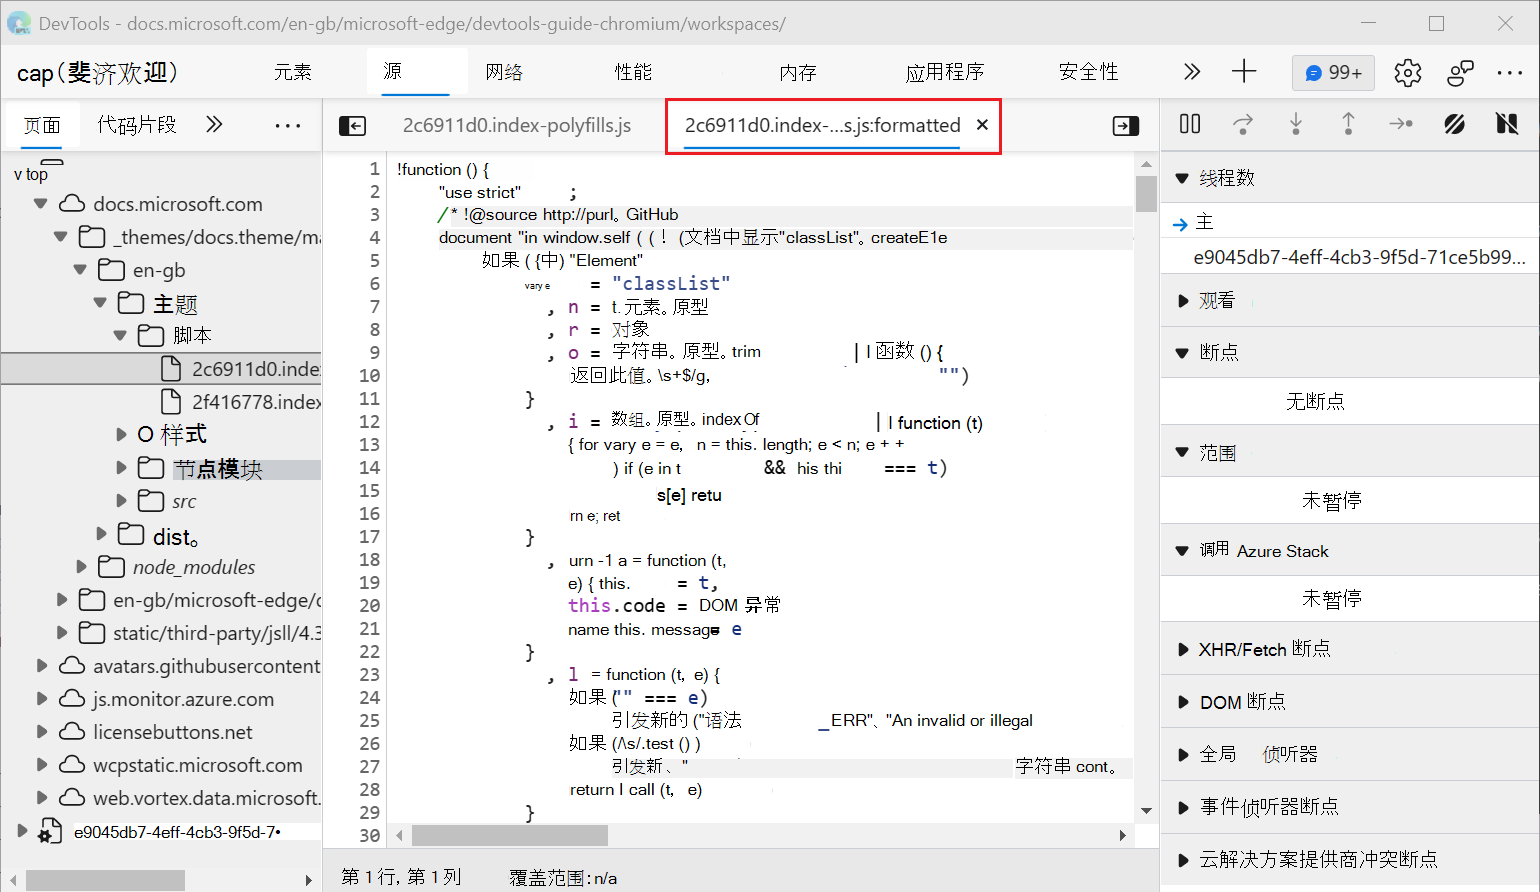 DevTools - docs.microsoft.com/en-gb/microsoft-edge/devtools-guide-chromium/workspaces/
cap(斐济欢迎) 元素 源 网络 性能 内存 应用程序 安全性 99+
页面 代码片段
v top
docs.microsoft.com
_themes/docs.theme/ma
en-gb
主题
脚本
2c6911d0.inde
2f416778.index
O 样式
节点模块
src
dist。
node_modules
en-gb/microsoft-edge/c
static/third-party/jsll/4.3
avatars.githubusercontent
js.monitor.azure.com
licensebuttons.net
wcpstatic.microsoft.com
web.vortex.data.microsoft.
e9045db7-4eff-4cb3-9f5d-7•
2c6911d0.index-polyfills.js 2c6911d0.index-...s.js:formatted
1 !function () {
2 "use strict" ;
3 /* !@source http://purl。GitHub
4 document "in window.self ( ( ! (文档中显示"classList"。createE1e
5 如果 ( {中) "Element"
6 vary e = "classList"
7 , n = t.元素。原型
8 , r = 对象
9 , o = 字符串。原型。trim | I 函数 () {
10 返回此值。\s+$/g, "")
11 }
12 , i = 数组。原型。indexOf | I function (t)
13 { for vary e = e, n = this. length; e < n; e + +
14 ) if (e in t && his thi === t)
15 s[e] retu
16 rn e; ret
17 }
18 , urn -1 a = function (t,
19 e) { this. = t,
20 this.code = DOM 异常
21 name this. message= e
22 }
23 , l = function (t, e) {
24 如果 ("" === e)
25 引发新的 ("语法 _ERR"、"An invalid or illegal
26 如果 (/\s/.test () )
27 引发新、" 字符串 cont。
28 return I call (t, e)
29 }
30
第 1 行, 第 1 列 覆盖范围:n/a
线程数
主
e9045db7-4eff-4cb3-9f5d-71ce5b99...
观看
断点
无断点
范围
未暂停
调用 Azure Stack
未暂停
XHR/Fetch 断点
DOM 断点
全局 侦听器
事件侦听器断点
云解决方案提供商冲突断点